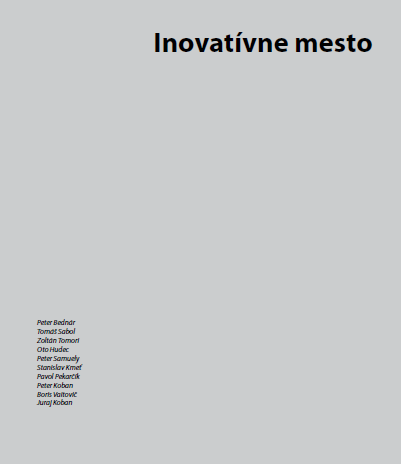 Inovatívne mesto
Peter Bednár
Tomáš Sabol
Zoltán Tomori
Oto Hudec
Peter Samuely
Stanislav Kmeť
Pavol Pekarčík
Peter Koban
Boris Vaitovič
Juraj Koban